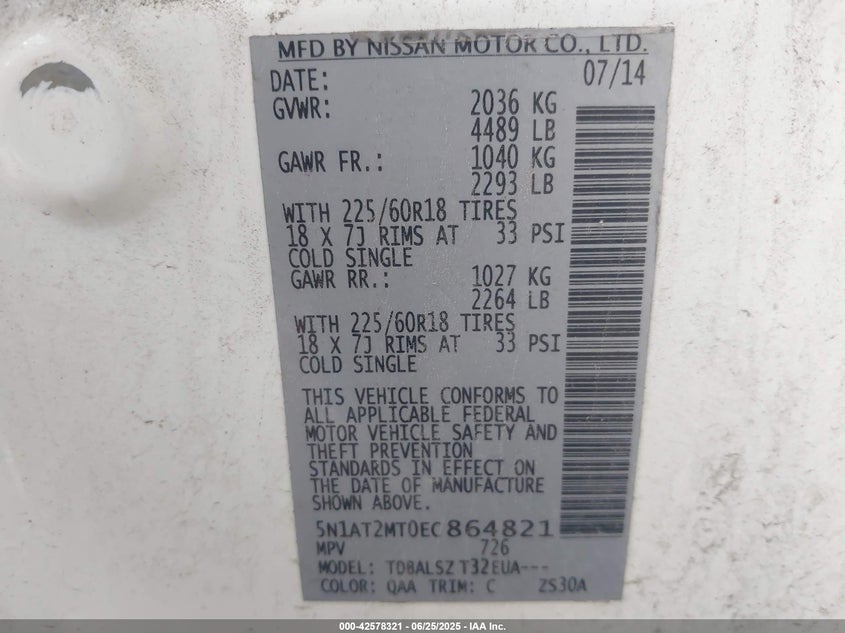 MFD BY NISSAN MOTOR CO., LTD.
DATE: 07/14
GVWR: 2036 KG
4489 LB
GAWR FR.: 1040 KG
2293 LB
WITH 225/60R18 TIRES
18 X 7J RIMS AT 33 PSI
COLD SINGLE
GAWR RR.: 1027 KG
2264 LB
WITH 225/60R18 TIRES
18 X 7J RIMS AT 33 PSI
COLD SINGLE
THIS VEHICLE CONFORMS TO
ALL APPLICABLE FEDERAL
MOTOR VEHICLE SAFETY AND
THEFT PREVENTION
STANDARDS IN EFFECT ON
THE DATE OF MANUFACTURE
SHOWN ABOVE.
5N1AT2MT0EC864821
MPV 726
MODEL: TDBALSZ T32EUA---
COLOR: QAA TRIM: C ZS30A
000-42578321 - 06/25/2025 - IAA Inc.